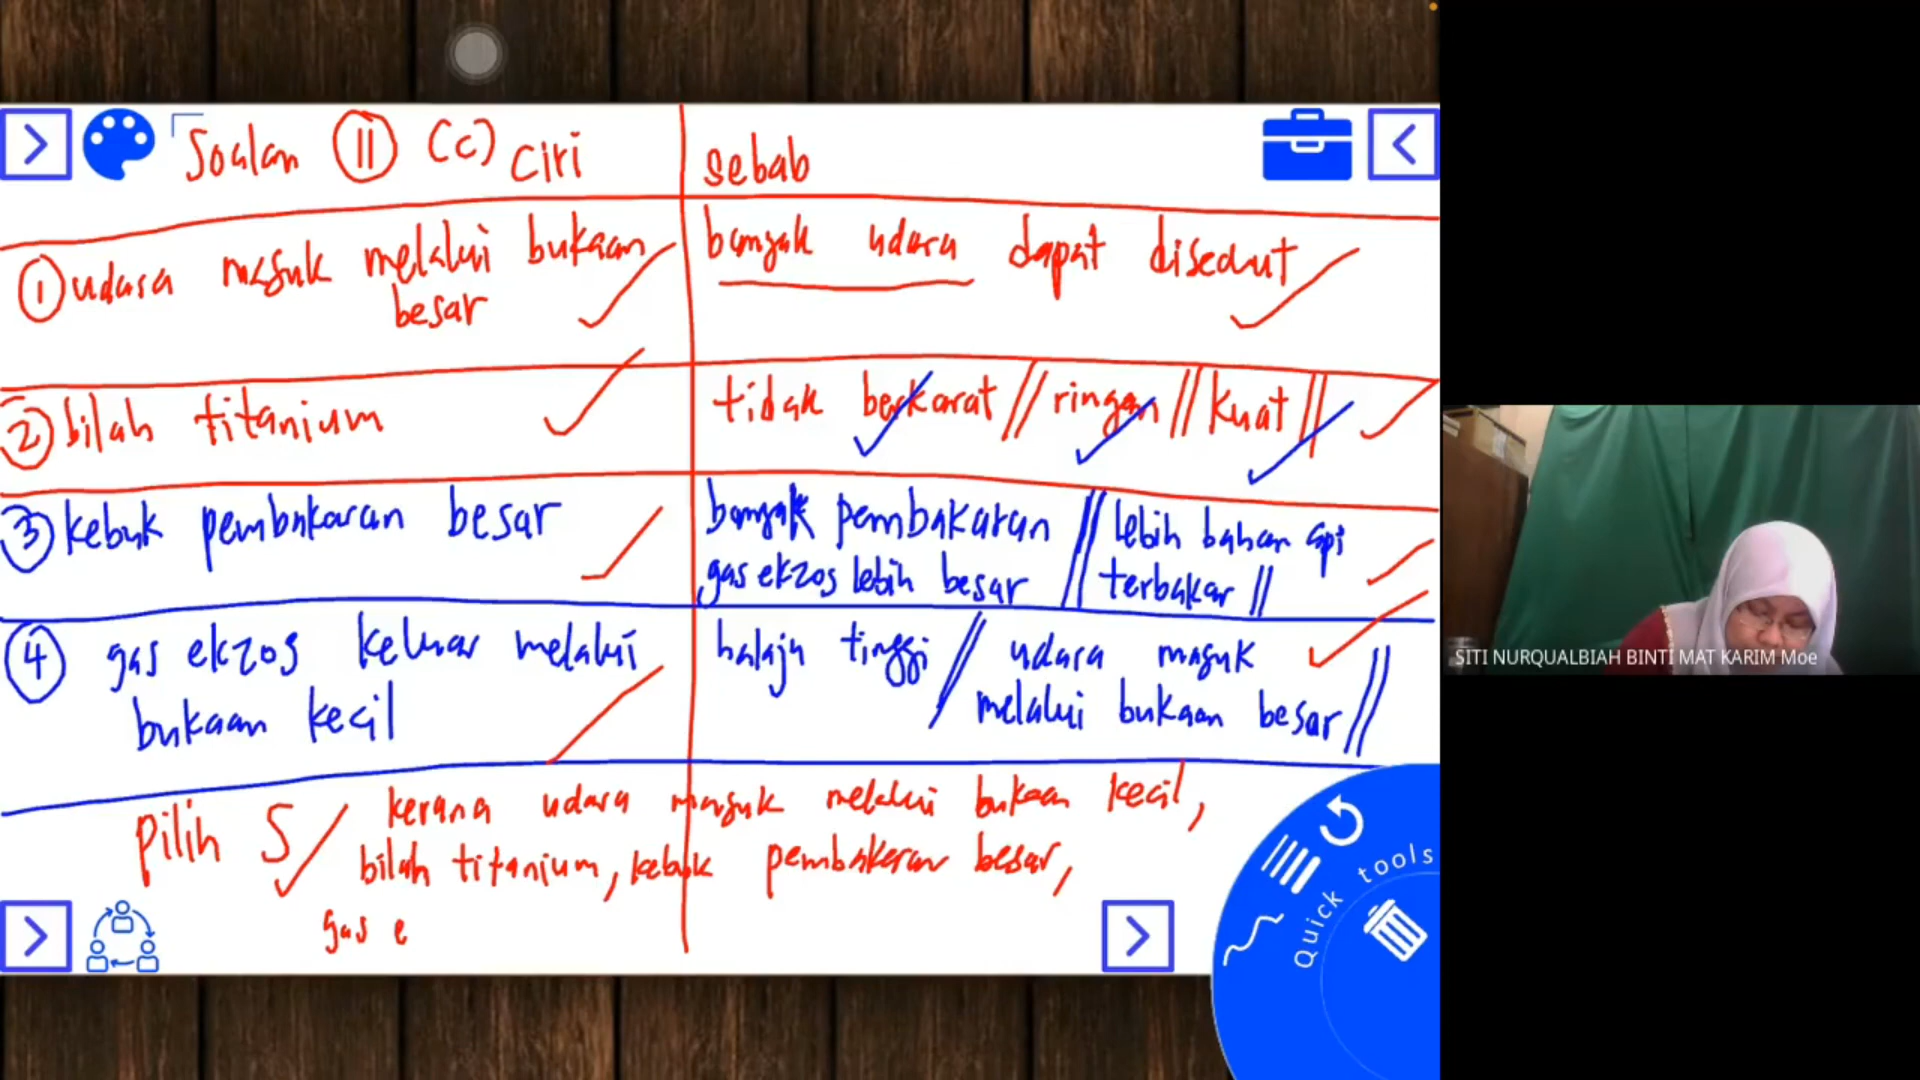 Soalan 11 (c) ciri
sebab
① udara masuk melalui bukaan
besar
banyak udara dapat disedut
② bilah titanium
tidak berkarat // ringan // kuat //
③ kebuk pembakaran besar
banyak pembakaran // lebih bahan api
gas ekzos lebih besar // terbakar //
④ gas ekzos keluar melalui
bukaan kecil
halaju tinggi // udara masuk
melalui bukaan besar //
pilih S kerana udara masuk melalui bukaan kecil,
bilah titanium, kebuk pembakaran besar,
gas e
Quick tools
SITI NURQUALBIAH BINTI MAT KARIM Moe